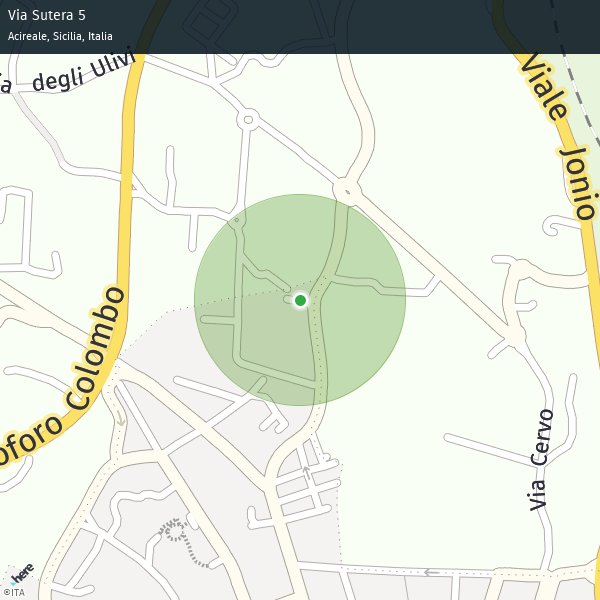 Via Sutera 5
Acireale, Sicilia, Italia
degli Ulivi
Viale Jonio
oforo Colombo
Via Cervo
here
©ITA